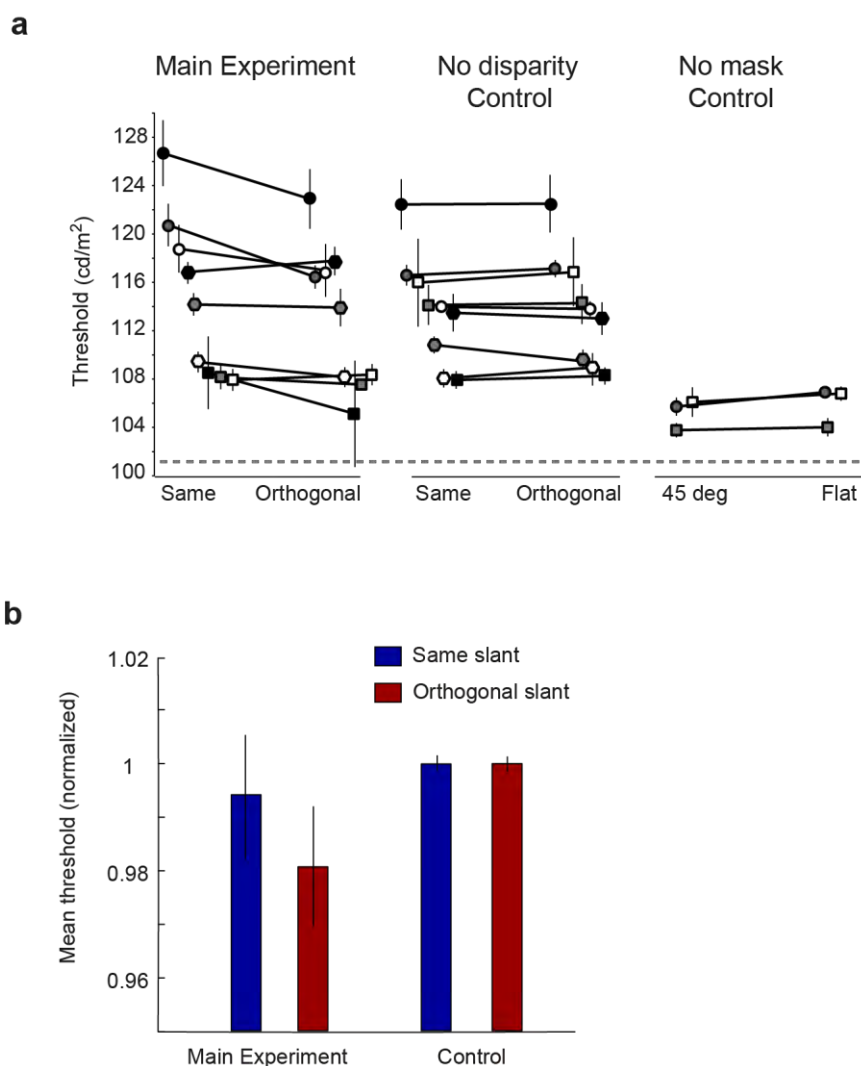 a
Main Experiment
No disparity
Control
No mask
Control
Threshold (cd/m²)
128
124
120
116
112
108
104
100
Same Orthogonal
Same Orthogonal
45 deg Flat
b
Same slant
Orthogonal slant
Mean threshold (normalized)
1.02
1
0.98
0.96
Main Experiment
Control